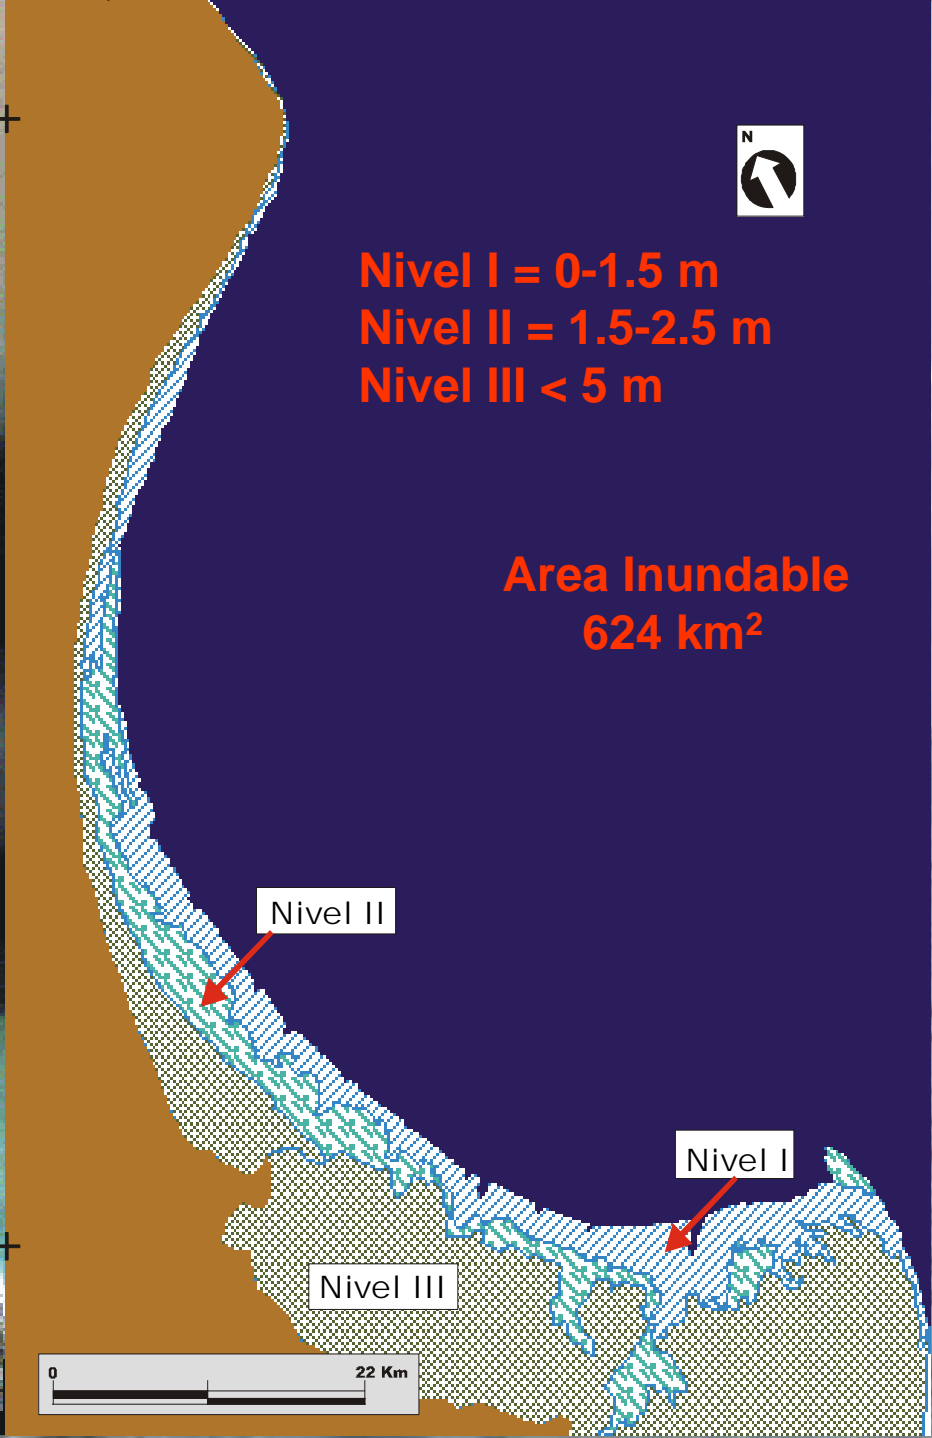 N
Nivel I = 0-1.5 m
Nivel II = 1.5-2.5 m
Nivel III < 5 m
Area Inundable
624 km²
Nivel II
Nivel I
Nivel III
0 22 Km